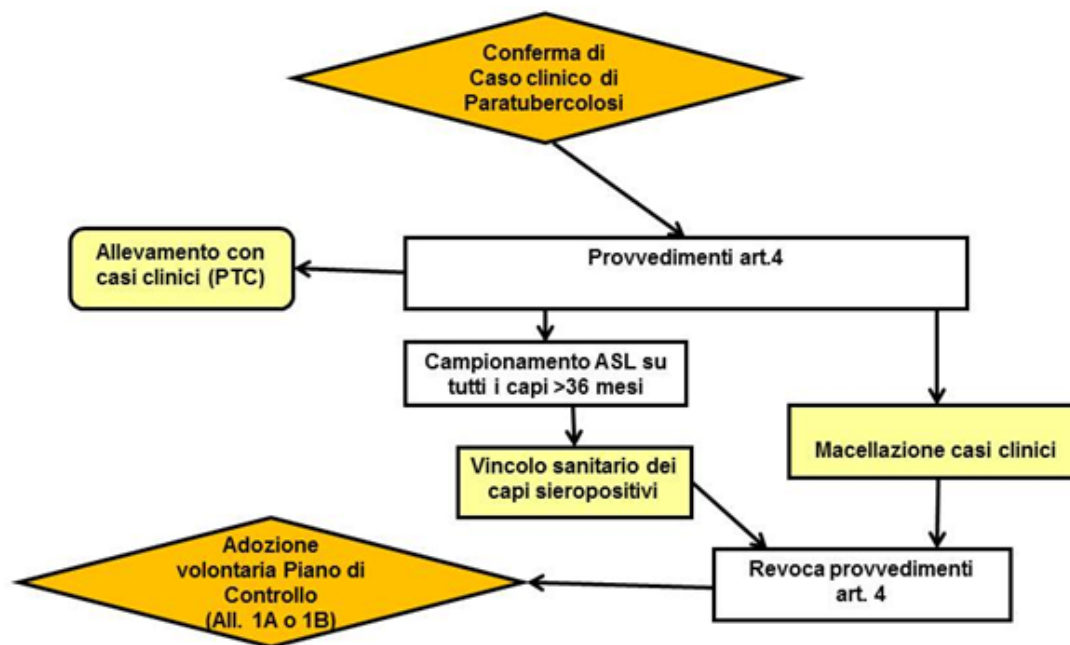 Conferma di
Caso clinico di
Paratubercolosi
Allevamento con
casi clinici (PTC)
Provvedimenti art.4
Campionamento ASL su
tutti i capi >36 mesi
Macellazione casi clinici
Vincolo sanitario dei
capi sieropositivi
Adozione
volontaria Piano di
Controllo
(All. 1A o 1B)
Revoca provvedimenti
art. 4